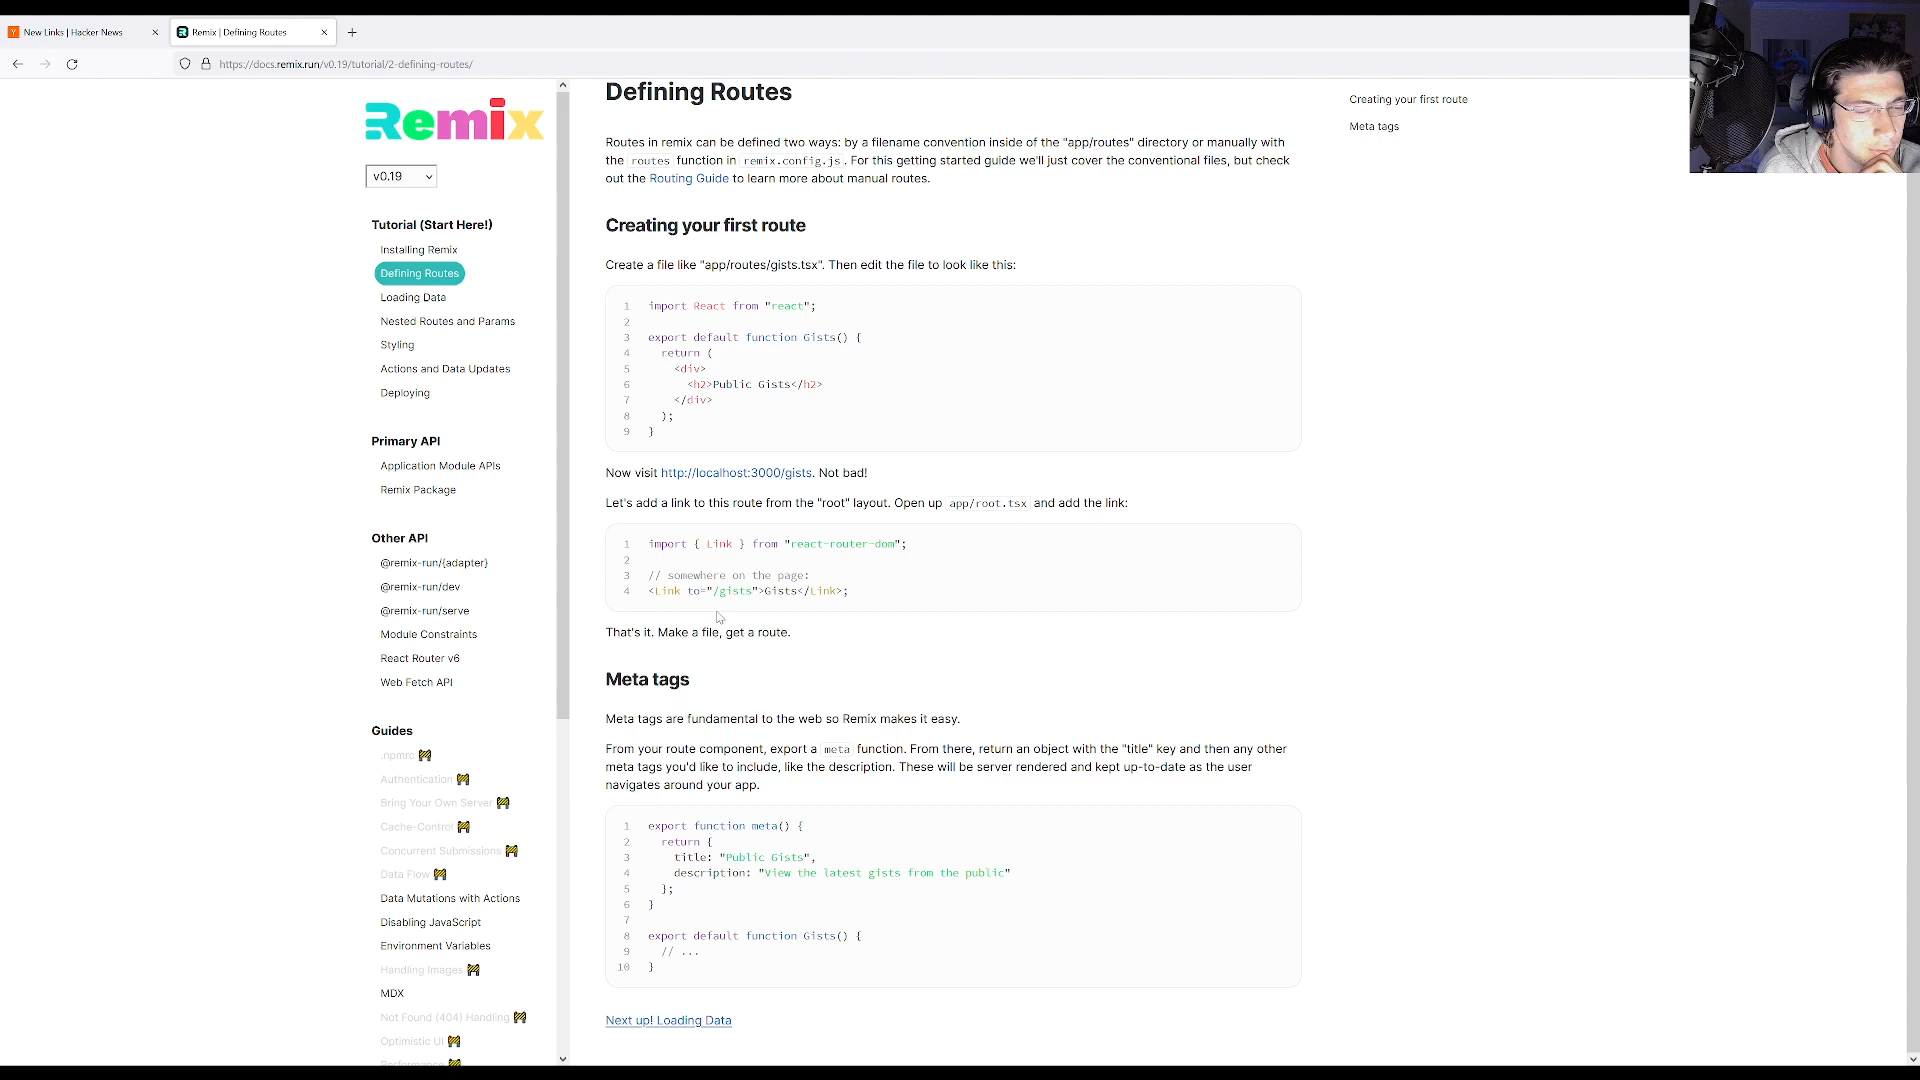 New Links | Hacker News
Remix | Defining Routes
https://docs.remix.run/v0.19/tutorial/2-defining-routes/
Remix
v0.19
Tutorial (Start Here!)
Installing Remix
Defining Routes
Loading Data
Nested Routes and Params
Styling
Actions and Data Updates
Deploying
Primary API
Application Module APIs
Remix Package
Other API
@remix-run/{adapter}
@remix-run/dev
@remix-run/serve
Module Constraints
React Router v6
Web Fetch API
Guides
.npmrc
Authentication
Bring Your Own Server
Cache-Control
Concurrent Submissions
Data Flow
Data Mutations with Actions
Disabling JavaScript
Environment Variables
Handling Images
MDX
Not Found (404) Handling
Optimistic UI
Performance
Defining Routes
Routes in remix can be defined two ways: by a filename convention inside of the "app/routes" directory or manually with
the routes function in remix.config.js. For this getting started guide we'll just cover the conventional files, but check
out the Routing Guide to learn more about manual routes.
Creating your first route
Create a file like "app/routes/gists.tsx". Then edit the file to look like this:
1 import React from "react";
2
3 export default function Gists() {
4 return (
5 <div>
6 <h2>Public Gists</h2>
7 </div>
8 );
9 }
Now visit http://localhost:3000/gists. Not bad!
Let's add a link to this route from the "root" layout. Open up app/root.tsx and add the link:
1 import { Link } from "react-router-dom";
2
3 // somewhere on the page:
4 <Link to="/gists">Gists</Link>;
That's it. Make a file, get a route.
Meta tags
Meta tags are fundamental to the web so Remix makes it easy.
From your route component, export a meta function. From there, return an object with the "title" key and then any other
meta tags you'd like to include, like the description. These will be server rendered and kept up-to-date as the user
navigates around your app.
1 export function meta() {
2 return {
3 title: "Public Gists",
4 description: "View the latest gists from the public"
5 };
6 }
7
8 export default function Gists() {
9 // ...
10 }
Next up! Loading Data
Creating your first route
Meta tags